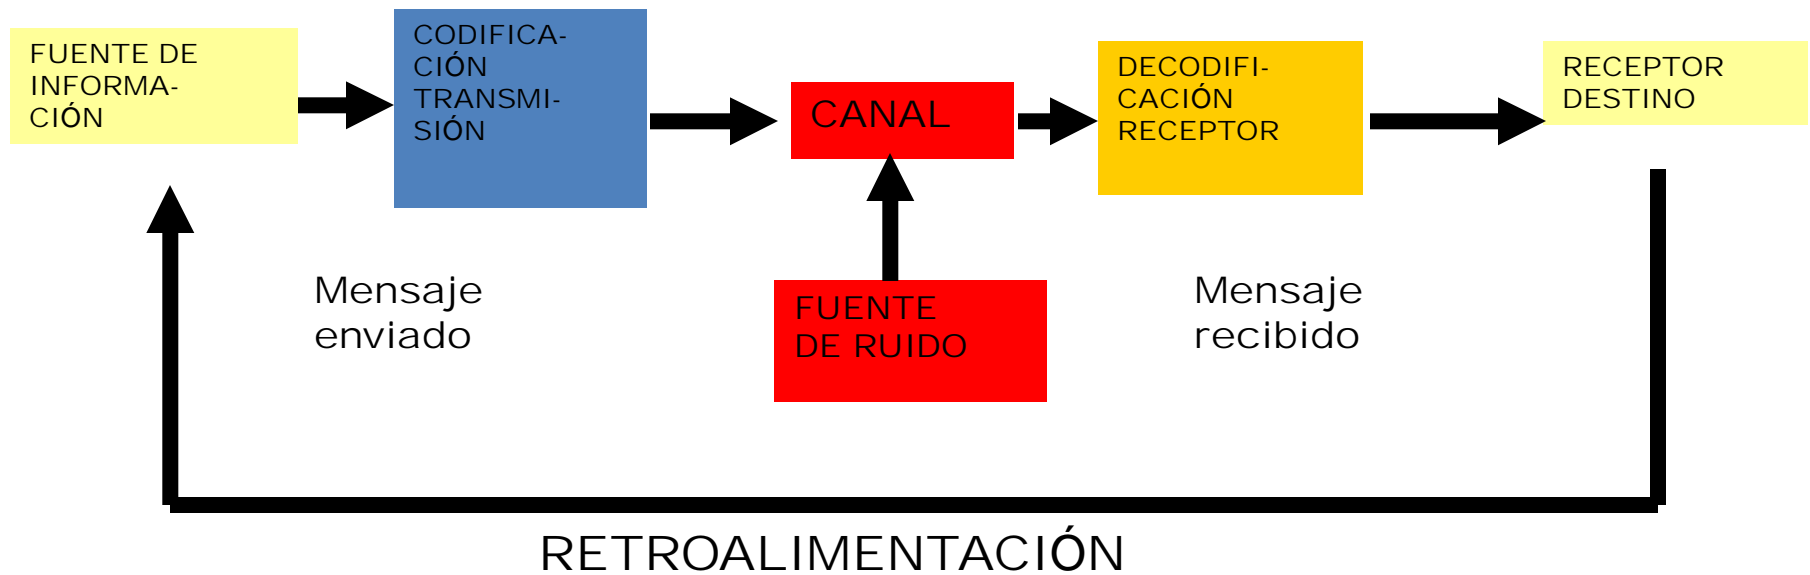 FUENTE DE
INFORMA-
CIÓN
CODIFICA-
CIÓN
TRANSMI-
SIÓN
CANAL
DECODIFI-
CACIÓN
RECEPTOR
RECEPTOR
DESTINO
Mensaje
enviado
FUENTE
DE RUIDO
Mensaje
recibido
RETROALIMENTACIÓN